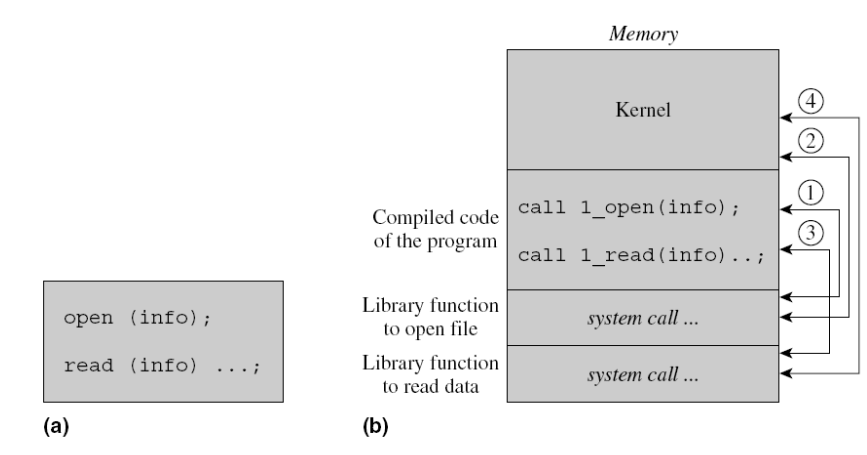 Memory
Kernel
4
2
1
3
Compiled code
of the program
call 1_open(info);
call 1_read(info)..;
open (info);
read (info) ...;
Library function
to open file
system call ...
Library function
to read data
system call ...
(a)
(b)